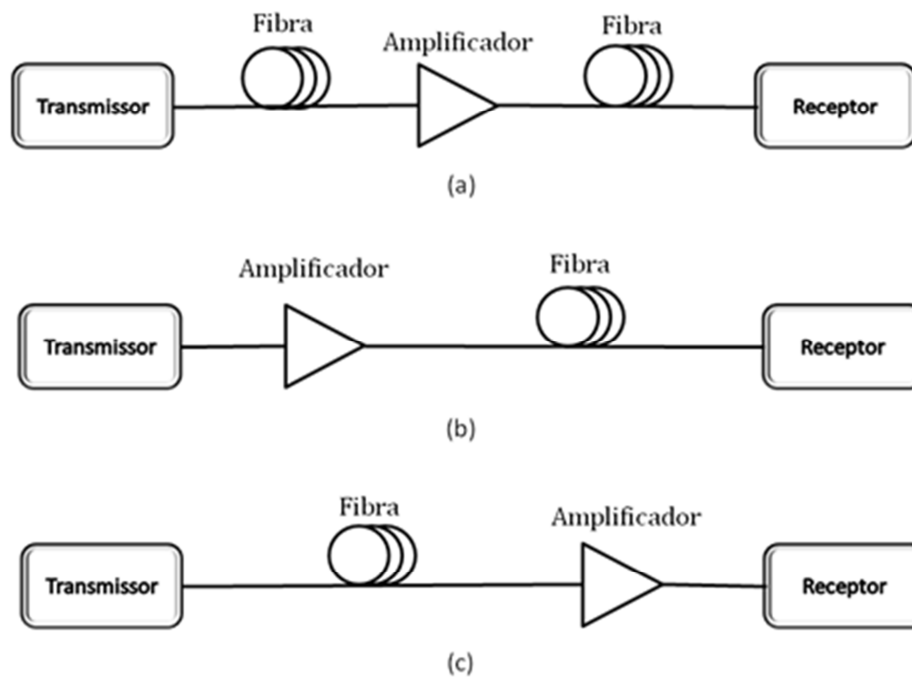 Fibra
Fibra
Amplificador
Transmissor
Receptor
(a)
Amplificador
Fibra
Transmissor
Receptor
(b)
Fibra
Amplificador
Transmissor
Receptor
(c)